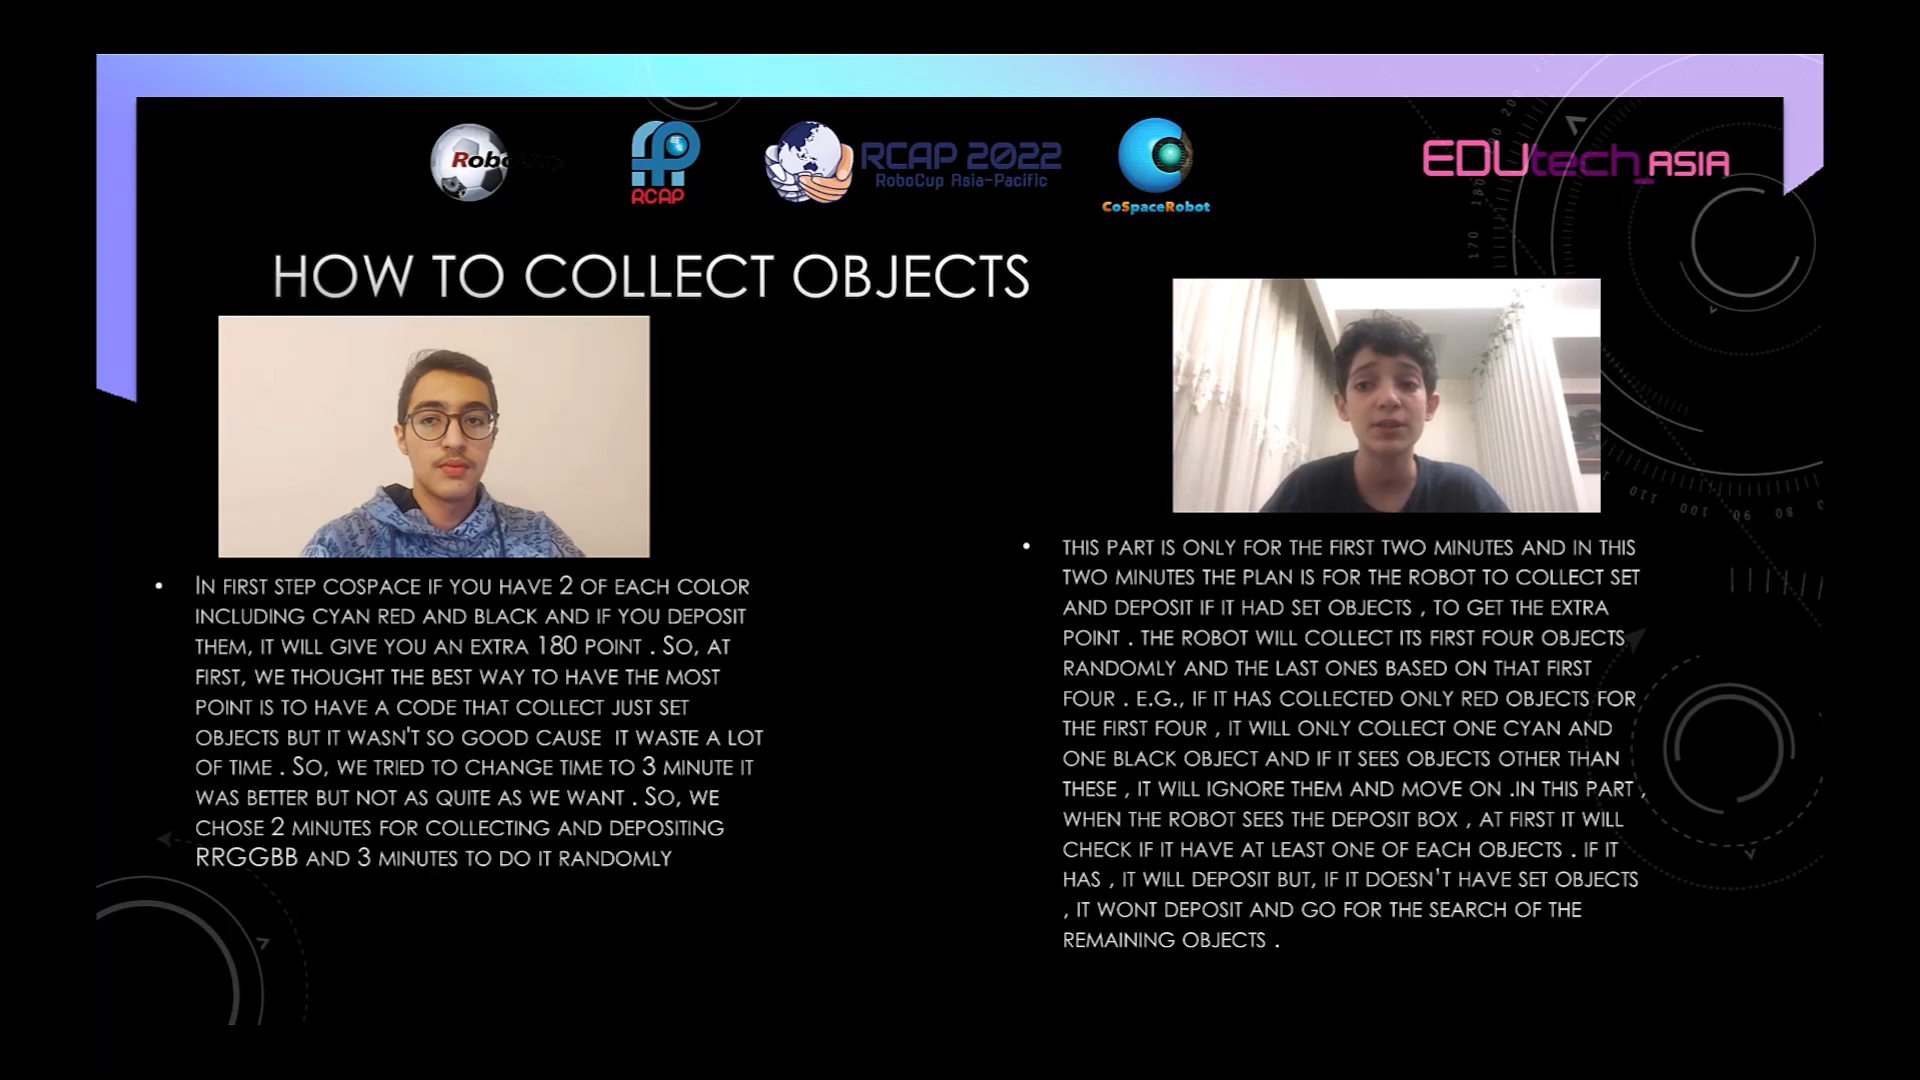 RoboCup
RCAP
RCAP 2022
RoboCup Asia-Pacific
CoSpaceRobot
EDUtech_ASIA
HOW TO COLLECT OBJECTS
• IN FIRST STEP COSPACE IF YOU HAVE 2 OF EACH COLOR
INCLUDING CYAN RED AND BLACK AND IF YOU DEPOSIT
THEM, IT WILL GIVE YOU AN EXTRA 180 POINT . SO, AT
FIRST, WE THOUGHT THE BEST WAY TO HAVE THE MOST
POINT IS TO HAVE A CODE THAT COLLECT JUST SET
OBJECTS BUT IT WASN'T SO GOOD CAUSE IT WASTE A LOT
OF TIME . SO, WE TRIED TO CHANGE TIME TO 3 MINUTE IT
WAS BETTER BUT NOT AS QUITE AS WE WANT . SO, WE
CHOSE 2 MINUTES FOR COLLECTING AND DEPOSITING
RRGGBB AND 3 MINUTES TO DO IT RANDOMLY
• THIS PART IS ONLY FOR THE FIRST TWO MINUTES AND IN THIS
TWO MINUTES THE PLAN IS FOR THE ROBOT TO COLLECT SET
AND DEPOSIT IF IT HAD SET OBJECTS , TO GET THE EXTRA
POINT . THE ROBOT WILL COLLECT ITS FIRST FOUR OBJECTS
RANDOMLY AND THE LAST ONES BASED ON THAT FIRST
FOUR . E.G., IF IT HAS COLLECTED ONLY RED OBJECTS FOR
THE FIRST FOUR , IT WILL ONLY COLLECT ONE CYAN AND
ONE BLACK OBJECT AND IF IT SEES OBJECTS OTHER THAN
THESE , IT WILL IGNORE THEM AND MOVE ON .IN THIS PART ,
WHEN THE ROBOT SEES THE DEPOSIT BOX , AT FIRST IT WILL
CHECK IF IT HAVE AT LEAST ONE OF EACH OBJECTS . IF IT
HAS , IT WILL DEPOSIT BUT, IF IT DOESN'T HAVE SET OBJECTS
, IT WONT DEPOSIT AND GO FOR THE SEARCH OF THE
REMAINING OBJECTS .
200
190
180
170
110
100
90
80